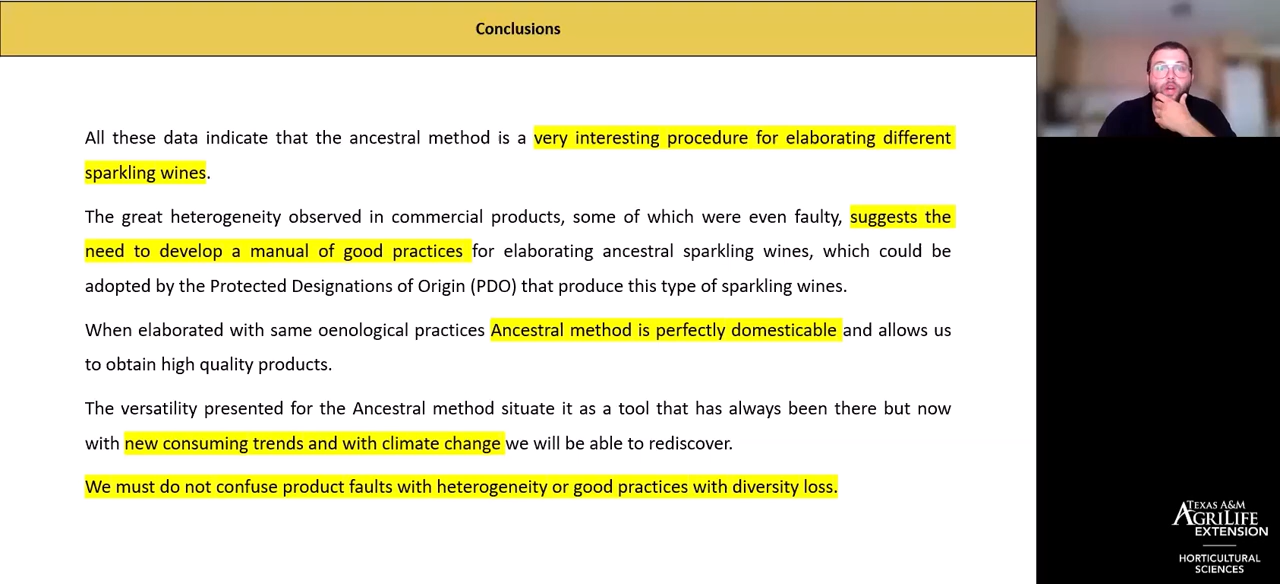 Conclusions
All these data indicate that the ancestral method is a very interesting procedure for elaborating different
sparkling wines.
The great heterogeneity observed in commercial products, some of which were even faulty, suggests the
need to develop a manual of good practices for elaborating ancestral sparkling wines, which could be
adopted by the Protected Designations of Origin (PDO) that produce this type of sparkling wines.
When elaborated with same oenological practices Ancestral method is perfectly domesticable and allows us
to obtain high quality products.
The versatility presented for the Ancestral method situate it as a tool that has always been there but now
with new consuming trends and with climate change we will be able to rediscover.
We must do not confuse product faults with heterogeneity or good practices with diversity loss.
TEXAS A&M
AGRILIFE
EXTENSION
HORTICULTURAL
SCIENCES